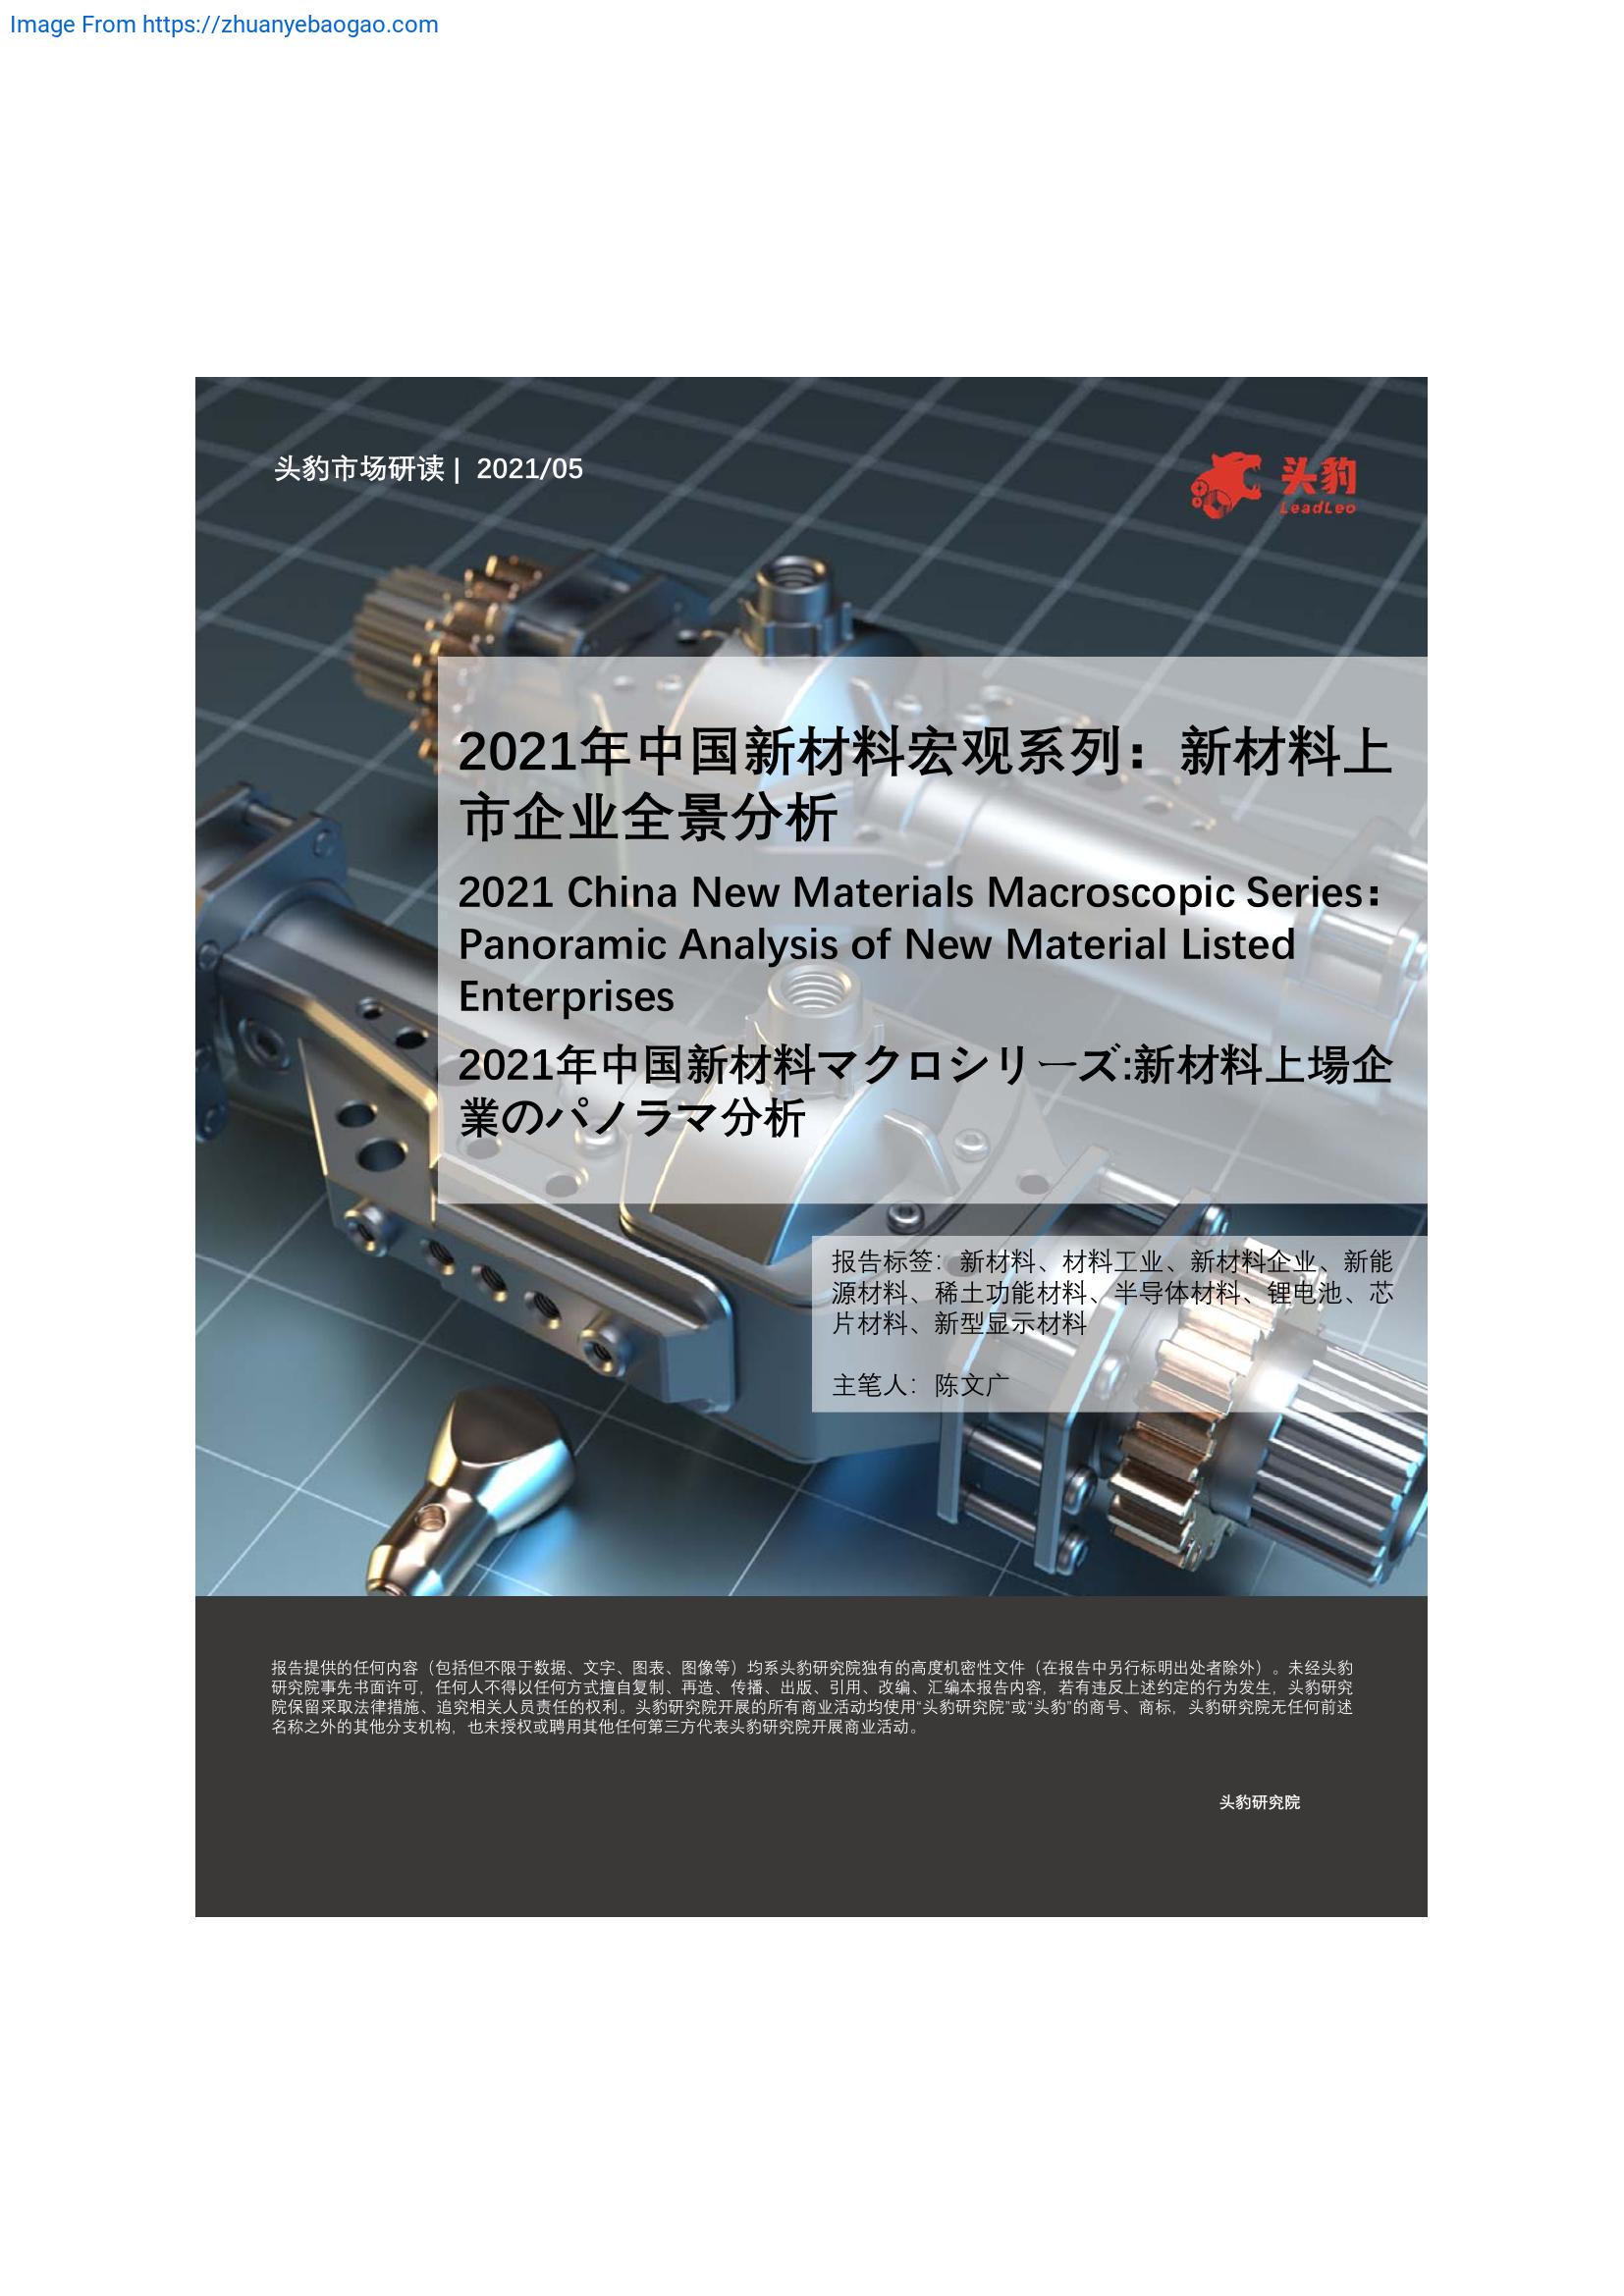 Image From https://zhuanyebaogao.com
头豹市场研读 | 2021/05
头豹
LeadLeo
2021年中国新材料宏观系列：新材料上
市企业全景分析
2021 China New Materials Macroscopic Series：
Panoramic Analysis of New Material Listed
Enterprises
2021年中国新材料マクロシリーズ:新材料上場企
業のパノラマ分析
报告标签：新材料、材料工业、新材料企业、新能
源材料、稀土功能材料、半导体材料、锂电池、芯
片材料、新型显示材料
主笔人：陈文广
报告提供的任何内容（包括但不限于数据、文字、图表、图像等）均系头豹研究院独有的高度机密性文件（在报告中另行标明出处者除外）。未经头豹
研究院事先书面许可，任何人不得以任何方式擅自复制、再造、传播、出版、引用、改编、汇编本报告内容，若有违反上述约定的行为发生，头豹研究
院保留采取法律措施、追究相关人员责任的权利。头豹研究院开展的所有商业活动均使用“头豹研究院”或“头豹”的商号、商标，头豹研究院无任何前述
名称之外的其他分支机构，也未授权或聘用其他任何第三方代表头豹研究院开展商业活动。
头豹研究院